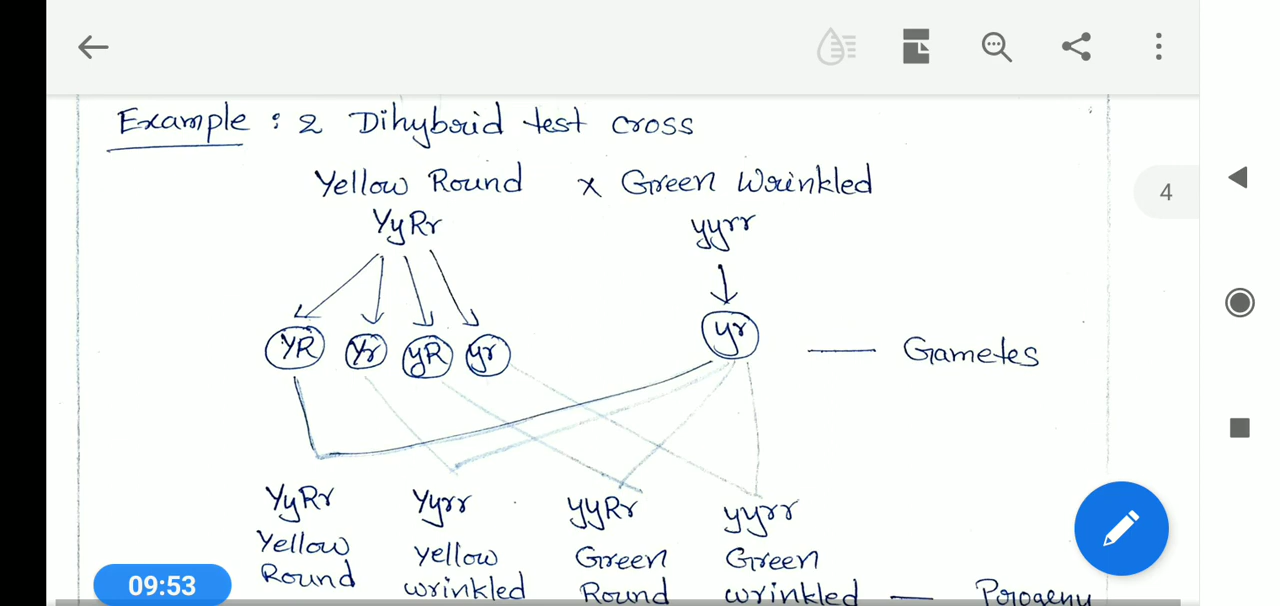 Example : 2 Dihybrid test cross
4
Yellow Round x Green Wrinkled
YyRr yyrr
YR Yr yR yr yr — Gametes
YyRr Yyrr yyRr yyrr
Yellow Round
yellow wrinkled
Green Round
Green wrinkled — Progeny
09:53